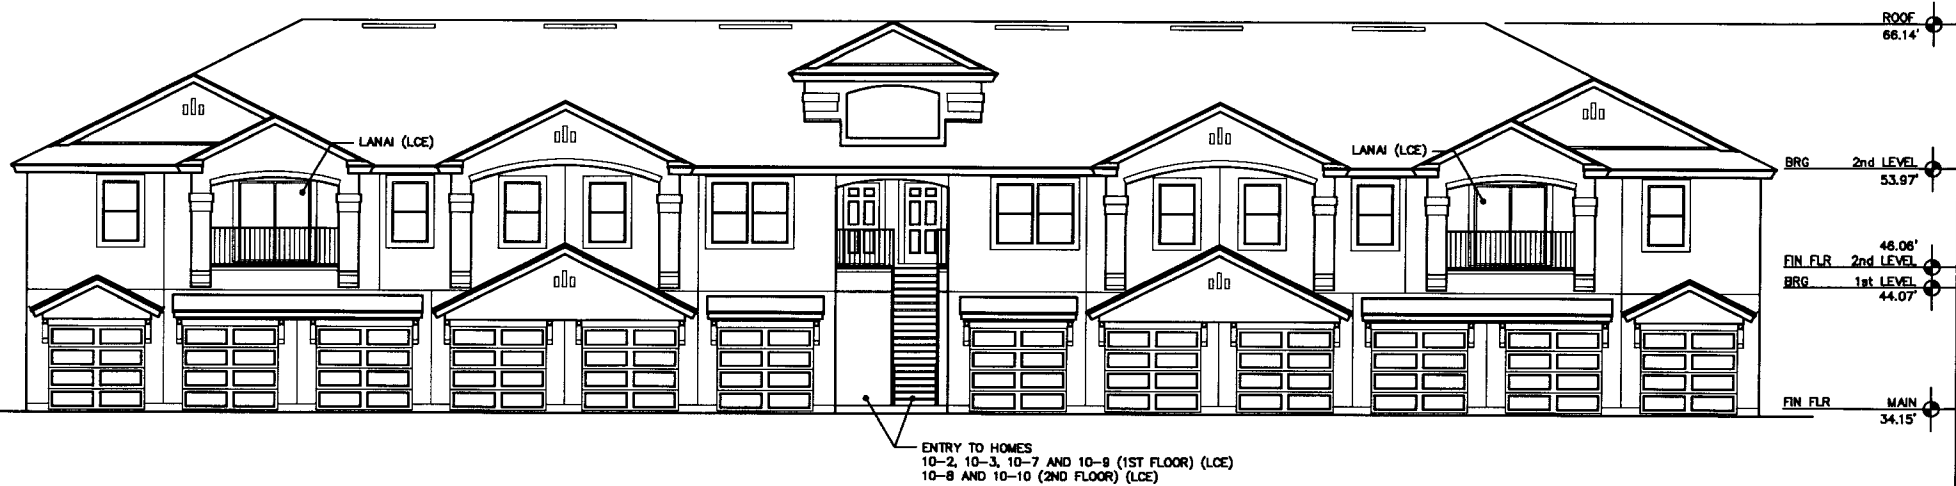 ROOF
66.14'
LANAI (LCE)
LANAI (LCE)
BRG 2nd LEVEL
53.97'
46.06'
FIN FLR 2nd LEVEL
BRG 1st LEVEL
44.07'
FIN FLR MAIN
34.15'
ENTRY TO HOMES
10-2, 10-3, 10-7 AND 10-9 (1ST FLOOR) (LCE)
10-8 AND 10-10 (2ND FLOOR) (LCE)